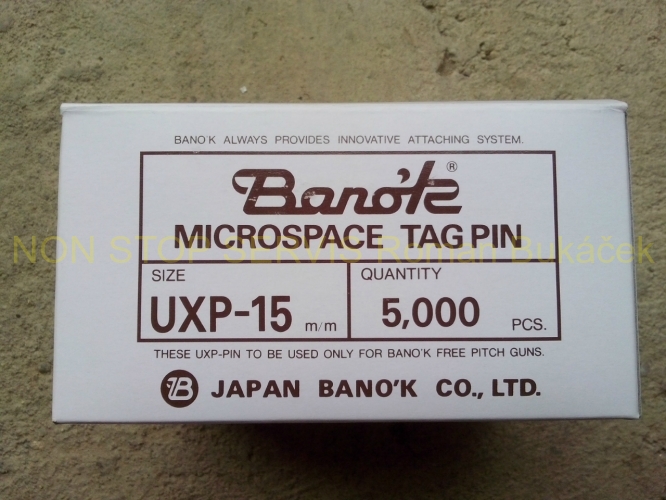 BANO'K ALWAYS PROVIDES INNOVATIVE ATTACHING SYSTEM.
Bano'k ®
MICROSPACE TAG PIN
NON STOP SERVIS Roman Bukáček
SIZE
UXP-15 m/m
QUANTITY
5,000 PCS.
THESE UXP-PIN TO BE USED ONLY FOR BANO'K FREE PITCH GUNS.
B JAPAN BANO'K CO., LTD.